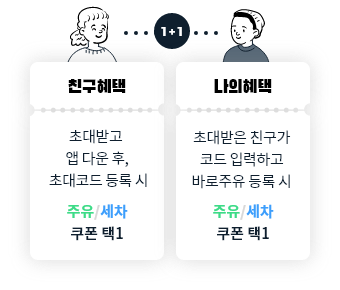 1+1
친구혜택
초대받고
앱 다운 후,
초대코드 등록 시
주유/세차
쿠폰 택1
나의혜택
초대받은 친구가
코드 입력하고
바로주유 등록 시
주유/세차
쿠폰 택1